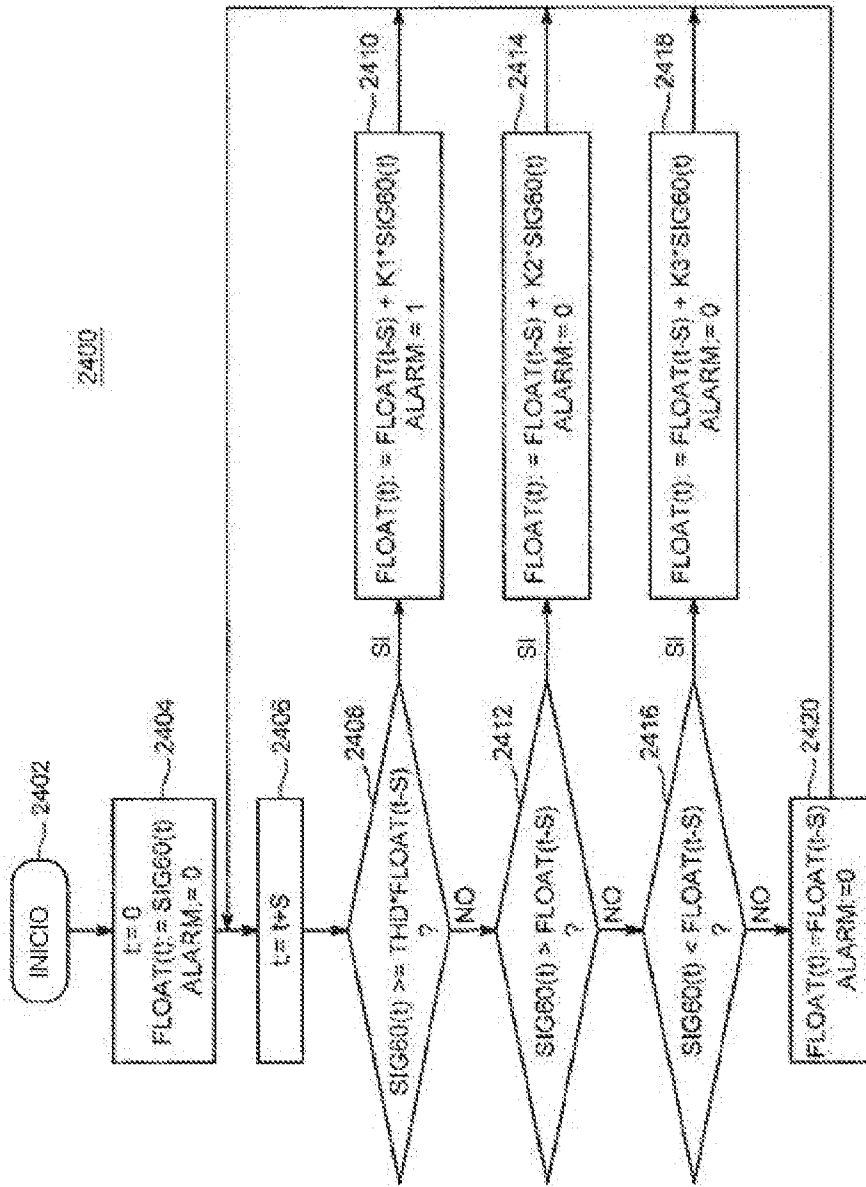 2400
INICIO
2402
t: = 0
FLOAT(t): = SIG60(t)
ALARM: = 0
2404
t: = t+S
2406
SIG60(t) >= THD*FLOAT(t-S)
?
2408
SI
FLOAT(t): = FLOAT(t-S) + K1*SIG60(t)
ALARM: = 1
2410
NO
SIG60(t) > FLOAT(t-S)
?
2412
SI
FLOAT(t): = FLOAT(t-S) + K2*SIG60(t)
ALARM: = 0
2414
NO
SIG60(t) < FLOAT(t-S)
?
2416
SI
FLOAT(t): = FLOAT(t-S) + K3*SIG60(t)
ALARM: = 0
2418
NO
FLOAT(t):=FLOAT(t-S)
ALARM:=0
2420